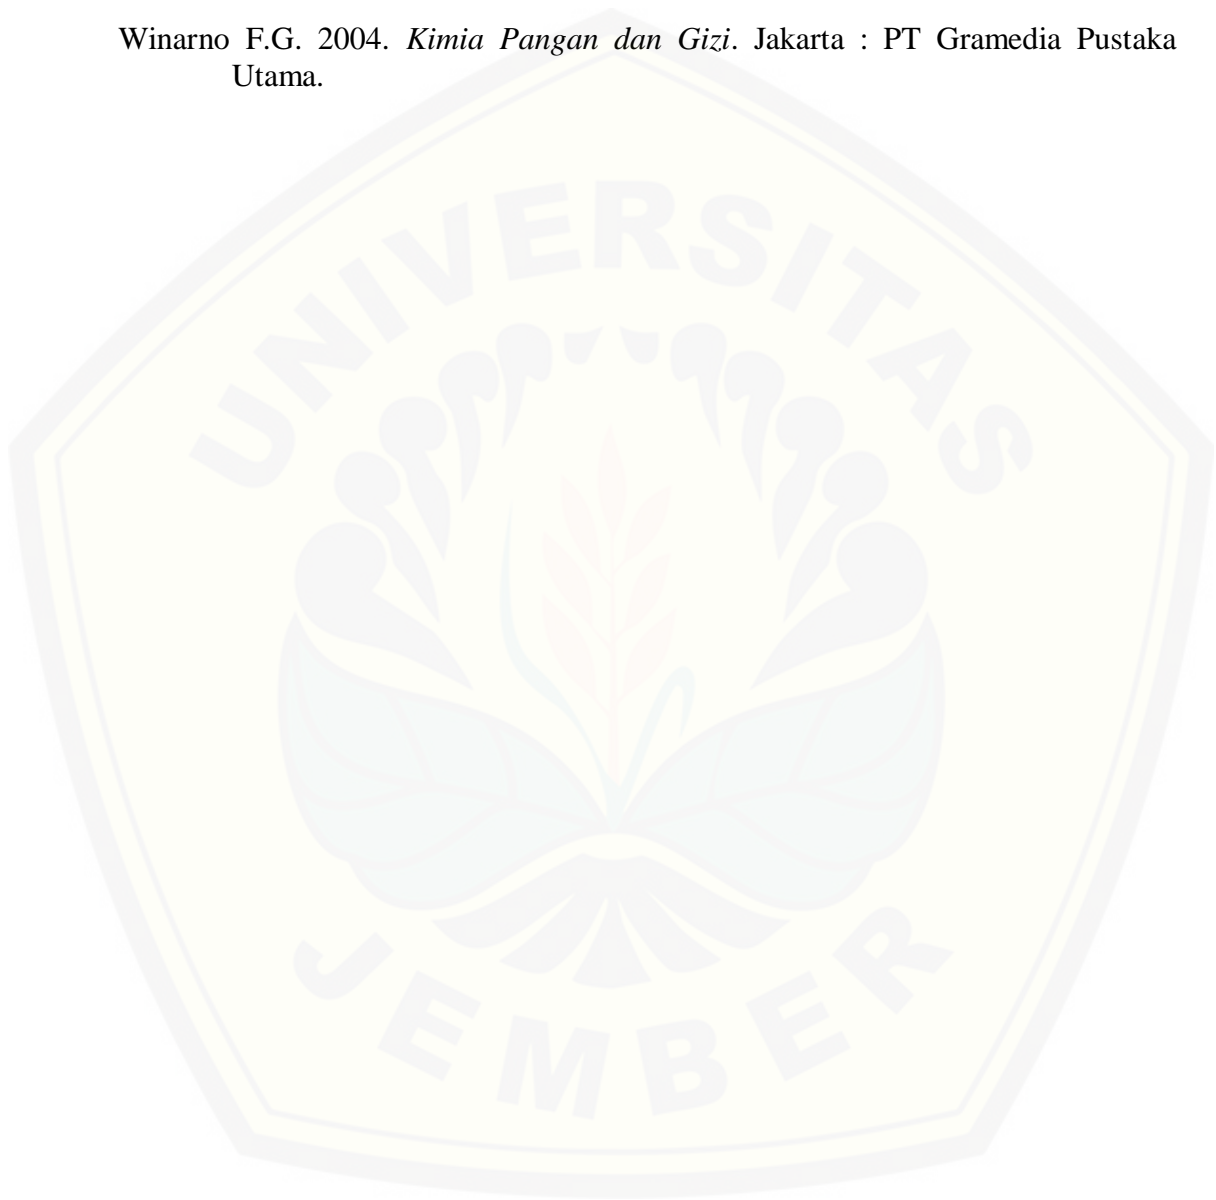 Winarno F.G. 2004. Kimia Pangan dan Gizi. Jakarta : PT Gramedia Pustaka
Utama.
UNIVERSITAS
JEMBER